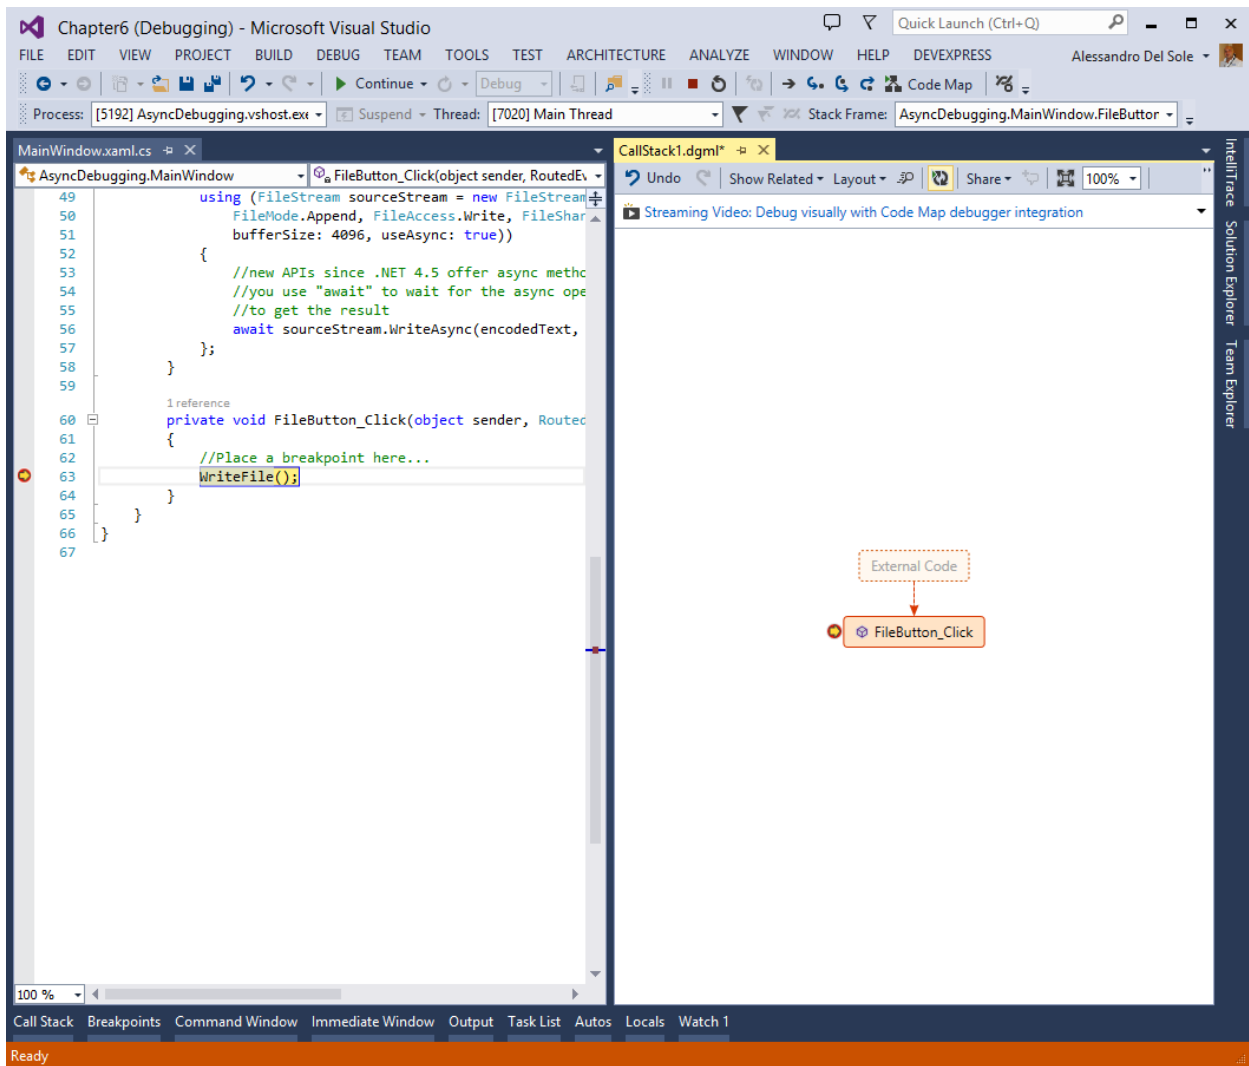 Chapter6 (Debugging) - Microsoft Visual Studio
Quick Launch (Ctrl+Q)
FILE EDIT VIEW PROJECT BUILD DEBUG TEAM TOOLS TEST ARCHITECTURE ANALYZE WINDOW HELP DEVEXPRESS Alessandro Del Sole
Continue Debug Code Map
Process: [5192] AsyncDebugging.vshost.exe Suspend Thread: [7020] Main Thread Stack Frame: AsyncDebugging.MainWindow.FileButtor
MainWindow.xaml.cs
AsyncDebugging.MainWindow FileButton_Click(object sender, RoutedEv
49 using (FileStream sourceStream = new FileStream
50 FileMode.Append, FileAccess.Write, FileShar
51 bufferSize: 4096, useAsync: true))
52 {
53 //new APIs since .NET 4.5 offer async metho
54 //you use "await" to wait for the async ope
55 //to get the result
56 await sourceStream.WriteAsync(encodedText,
57 };
58 }
59
1 reference
60 private void FileButton_Click(object sender, Routed
61 {
62 //Place a breakpoint here...
63 WriteFile();
64 }
65 }
66 }
67
100 %
CallStack1.dgml*
Undo Show Related Layout Share 100%
Streaming Video: Debug visually with Code Map debugger integration
External Code
FileButton_Click
IntelliTrace
Solution Explorer
Team Explorer
Call Stack Breakpoints Command Window Immediate Window Output Task List Autos Locals Watch 1
Ready